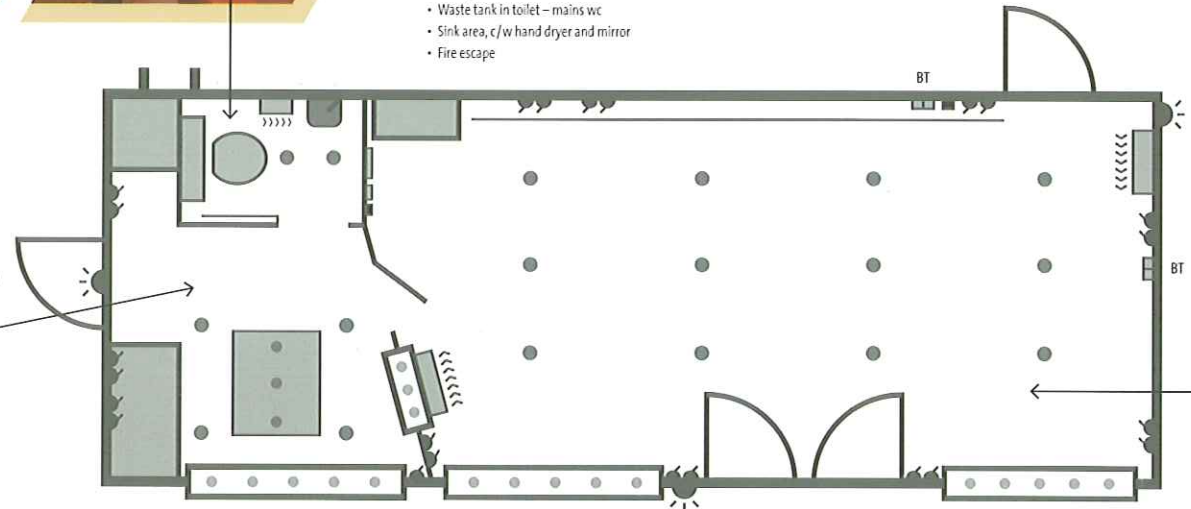 • Waste tank in toilet – mains wc
• Sink area, c/w hand dryer and mirror
• Fire escape
BT
BT